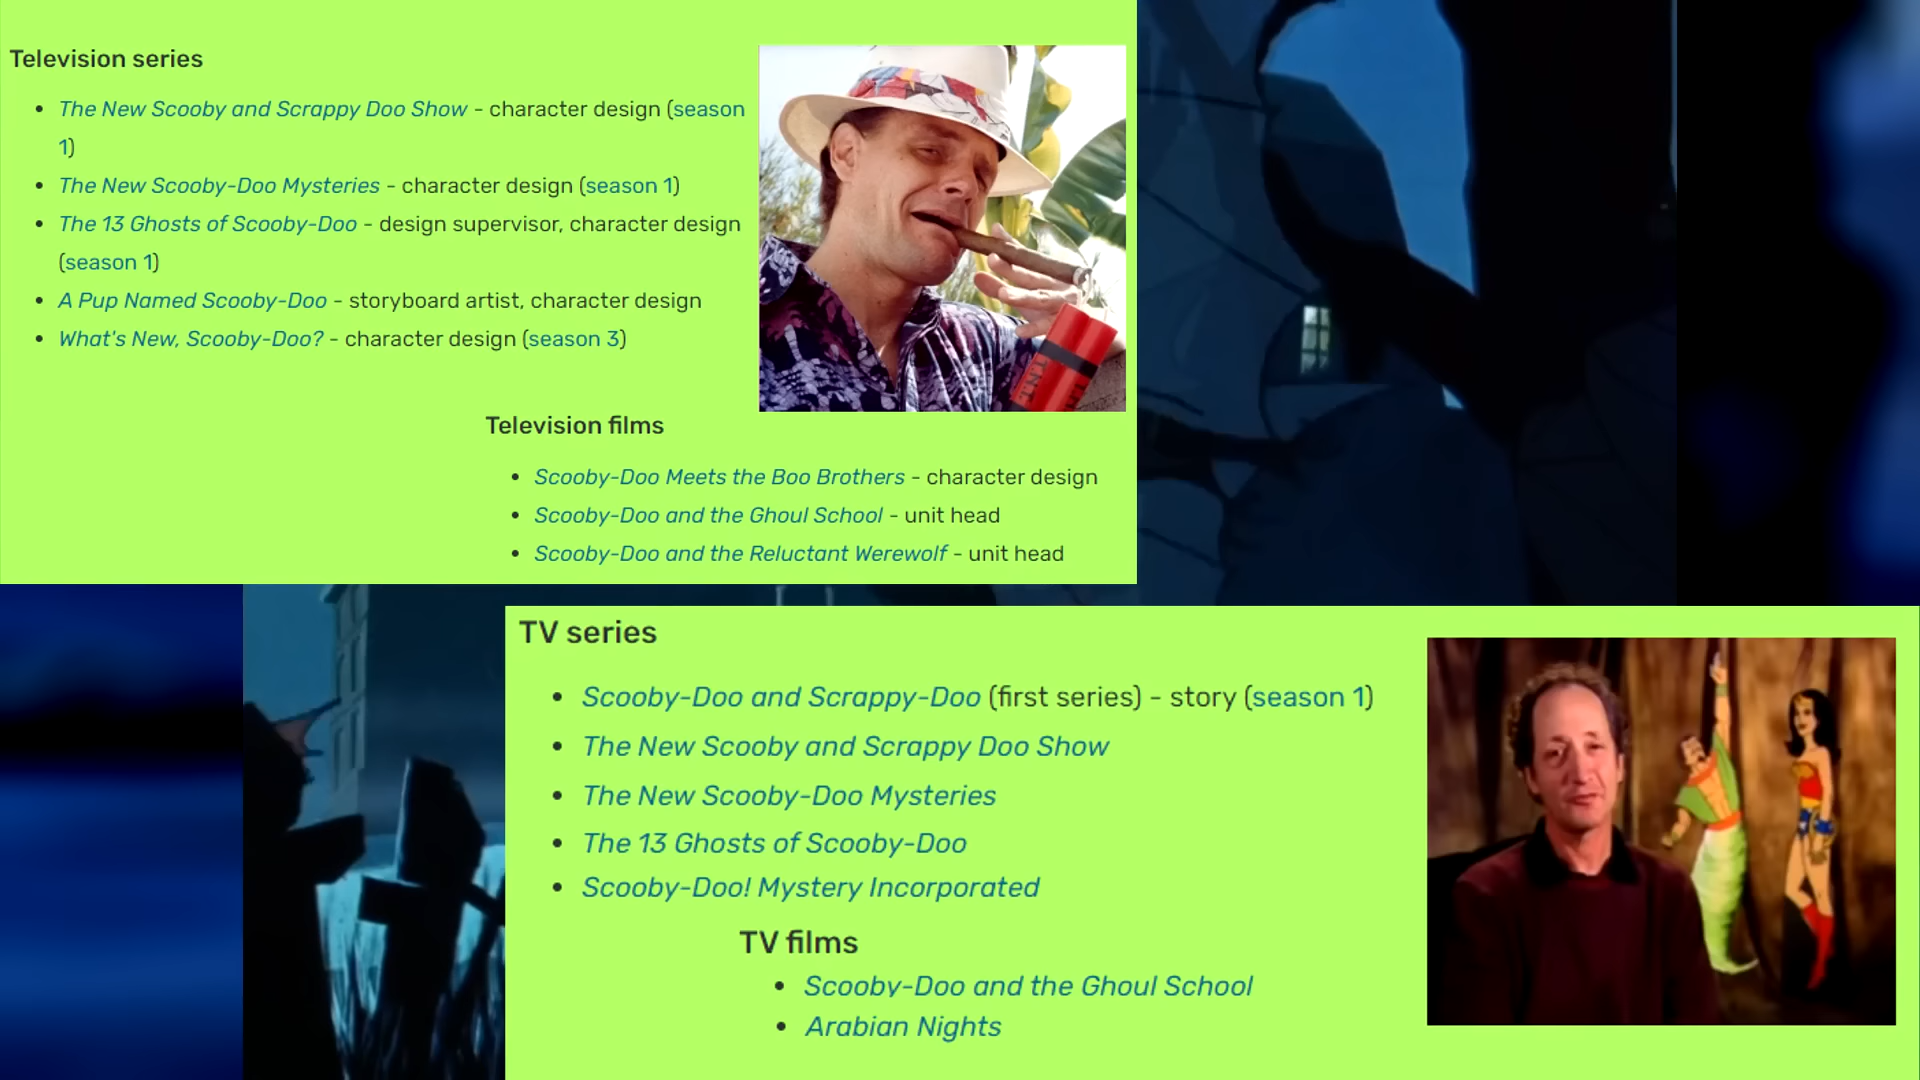 Television series
The New Scooby and Scrappy Doo Show - character design (season
1)
The New Scooby-Doo Mysteries - character design (season 1)
The 13 Ghosts of Scooby-Doo - design supervisor, character design
(season 1)
A Pup Named Scooby-Doo - storyboard artist, character design
What's New, Scooby-Doo? - character design (season 3)
T.N.T.
Television films
Scooby-Doo Meets the Boo Brothers - character design
Scooby-Doo and the Ghoul School - unit head
Scooby-Doo and the Reluctant Werewolf - unit head
TV series
Scooby-Doo and Scrappy-Doo (first series) - story (season 1)
The New Scooby and Scrappy Doo Show
The New Scooby-Doo Mysteries
The 13 Ghosts of Scooby-Doo
Scooby-Doo! Mystery Incorporated
TV films
Scooby-Doo and the Ghoul School
Arabian Nights